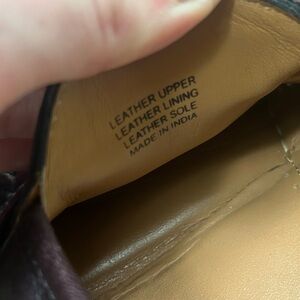 LEATHER UPPER
LEATHER LINING
LEATHER SOLE
MADE IN INDIA